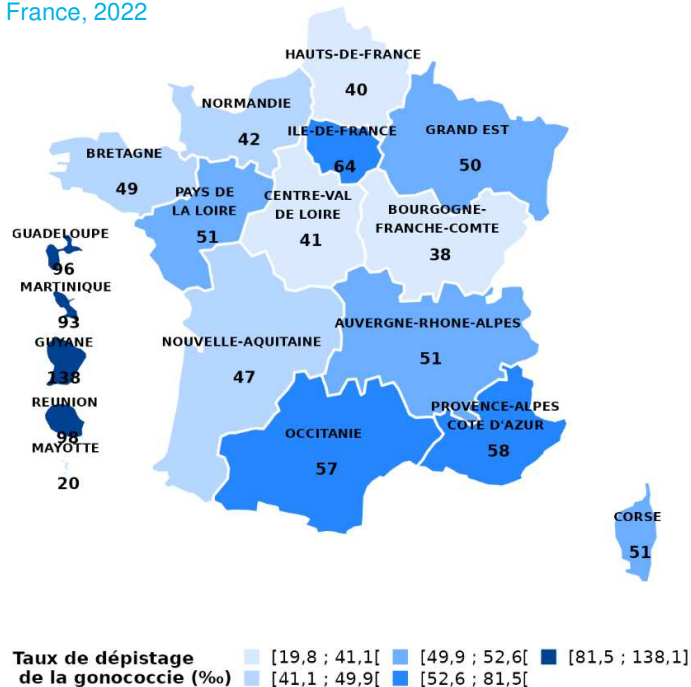 France, 2022
HAUTS-DE-FRANCE
40
NORMANDIE
42
ILE-DE-FRANCE
64
GRAND EST
50
BRETAGNE
49
PAYS DE
LA LOIRE
51
CENTRE-VAL
DE LOIRE
41
BOURGOGNE-
FRANCHE-COMTE
38
GUADELOUPE
96
MARTINIQUE
93
GUYANE
138
REUNION
98
MAYOTTE
20
NOUVELLE-AQUITAINE
47
AUVERGNE-RHONE-ALPES
51
OCCITANIE
57
PROVENCE-ALPES
COTE D'AZUR
58
CORSE
51
Taux de dépistage
de la gonococcie (‰)
[19,8 ; 41,1[
[41,1 ; 49,9[
[49,9 ; 52,6[
[52,6 ; 81,5[
[81,5 ; 138,1]